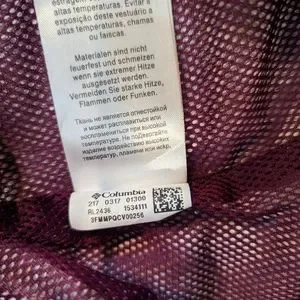 estragem
altas temperaturas. Evitar a
exposição deste vestuário a
altas temperaturas, chamas
ou faíscas.
Materialen sind nicht
feuerfest und schmelzen
wenn sie extremer Hitze
ausgesetzt werden.
Vermeiden Sie starke Hitze,
Flammen oder Funken.
Ткань не является огнестойкой
и может расплавиться или
воспламениться при высокой
температуре. Не подвергайте
изделие воздействию высоких
температур, пламени или искр.
Columbia
217 0317 01300
RL2436 1534111
3FMMPQCV00256